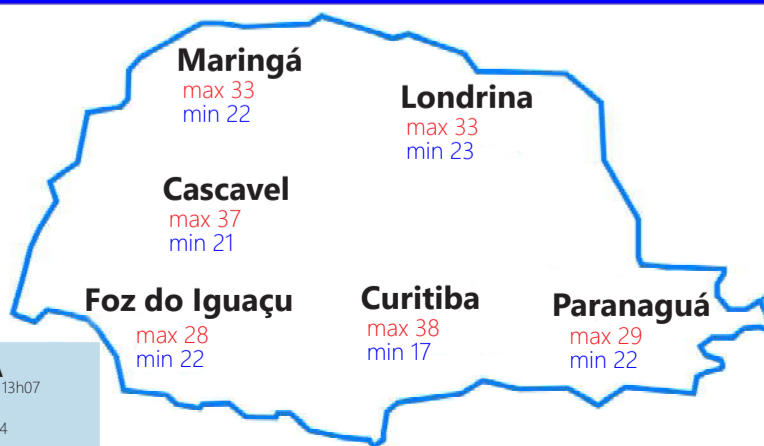 Maringá
max 33
min 22
Londrina
max 33
min 23
Cascavel
max 37
min 21
Foz do Iguaçu
max 28
min 22
Curitiba
max 38
min 17
Paranaguá
max 29
min 22
13h07
4